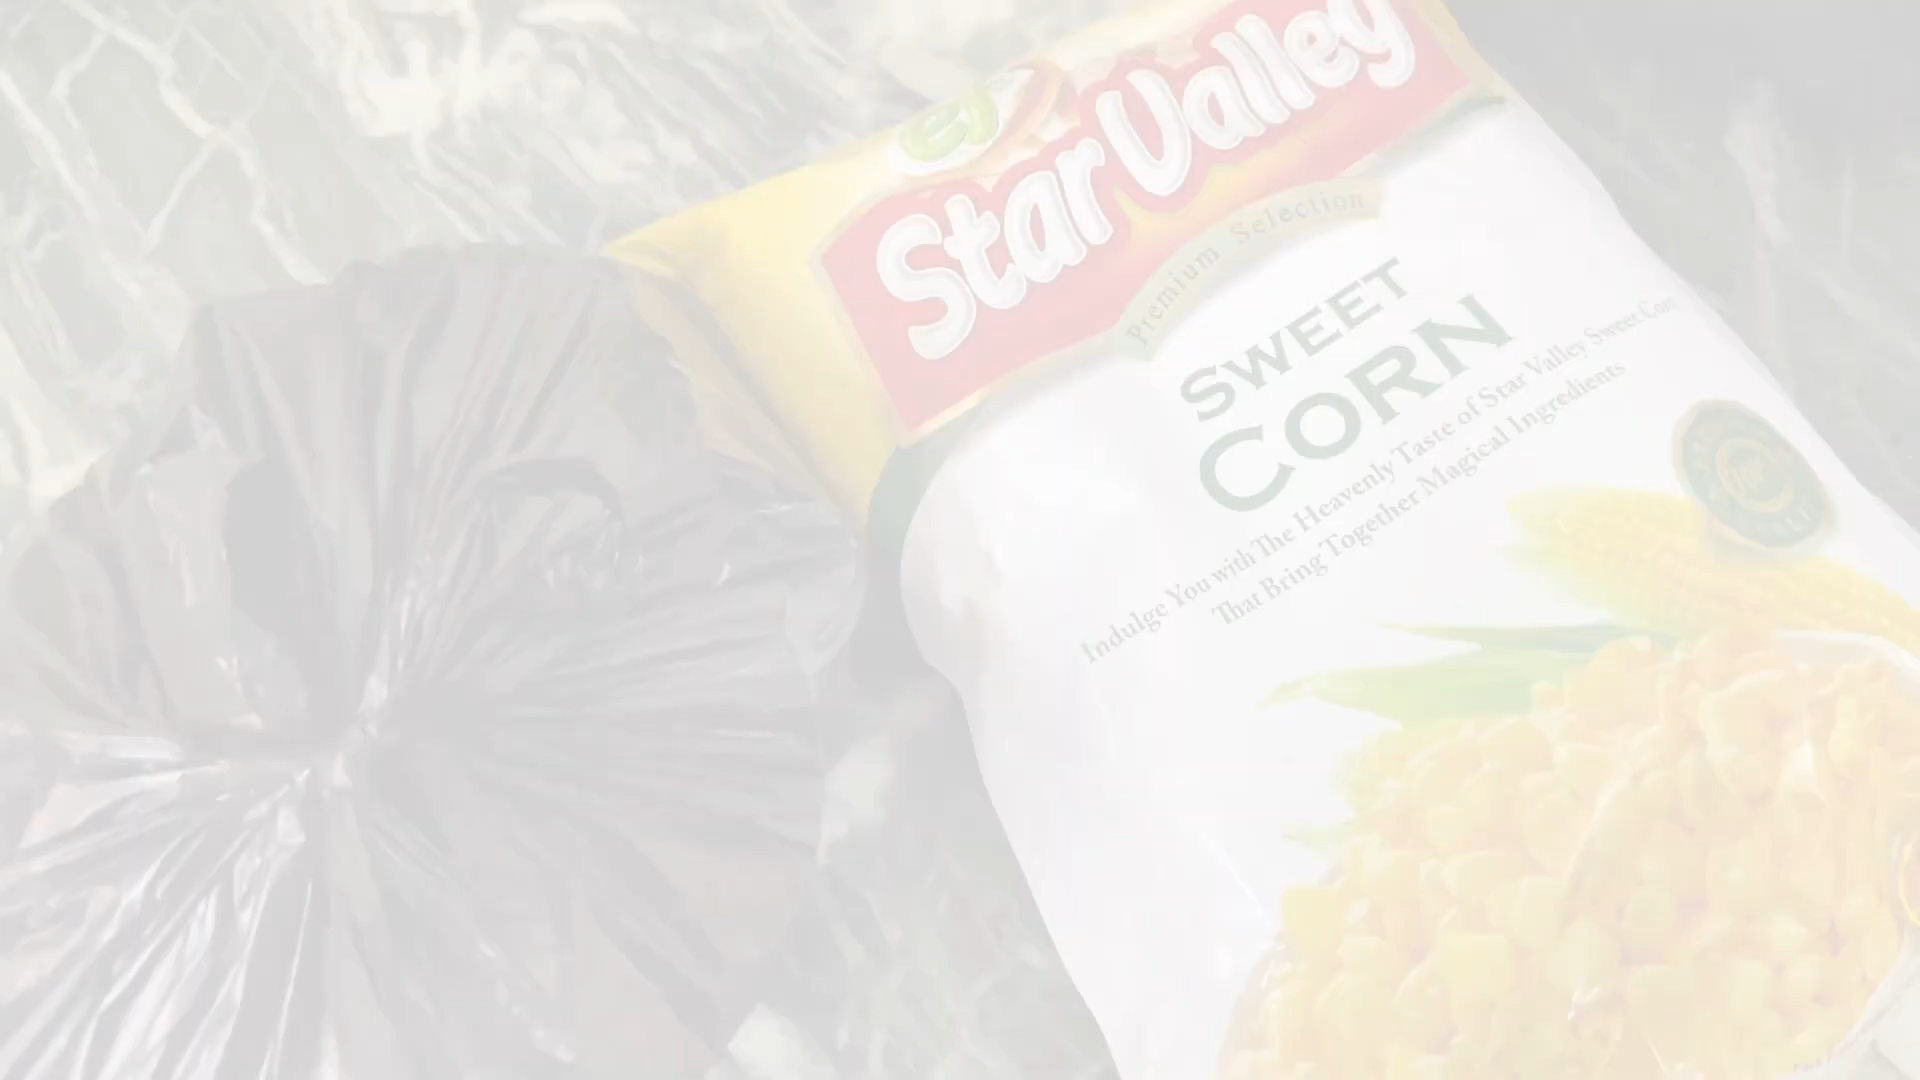 Star Valley
Premium Selection
SWEET
CORN
Indulge You with The Heavenly Taste of Star Valley Sweet Corn
That Bring Together Magical Ingredients